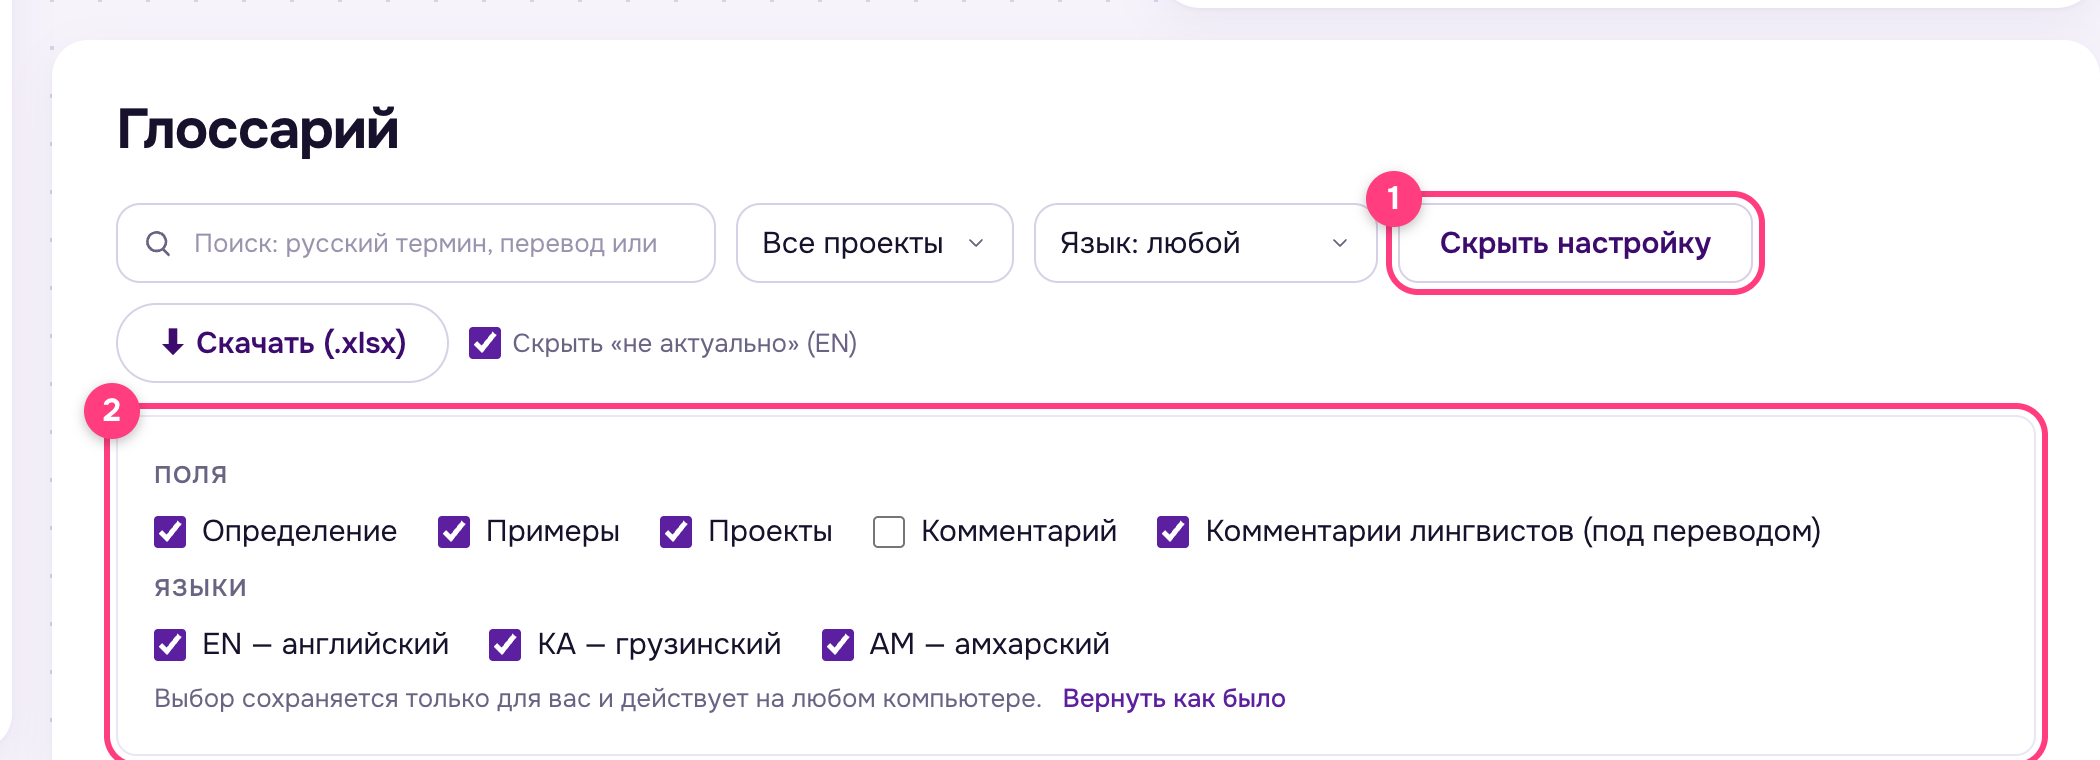 Глоссарий
Поиск: русский термин, перевод или
Все проекты
Язык: любой
1
Скрыть настройку
Скачать (.xlsx)
Скрыть «не актуально» (EN)
2
ПОЛЯ
Определение
Примеры
Проекты
Комментарий
Комментарии лингвистов (под переводом)
ЯЗЫКИ
EN — английский
KA — грузинский
AM — амхарский
Выбор сохраняется только для вас и действует на любом компьютере. Вернуть как было